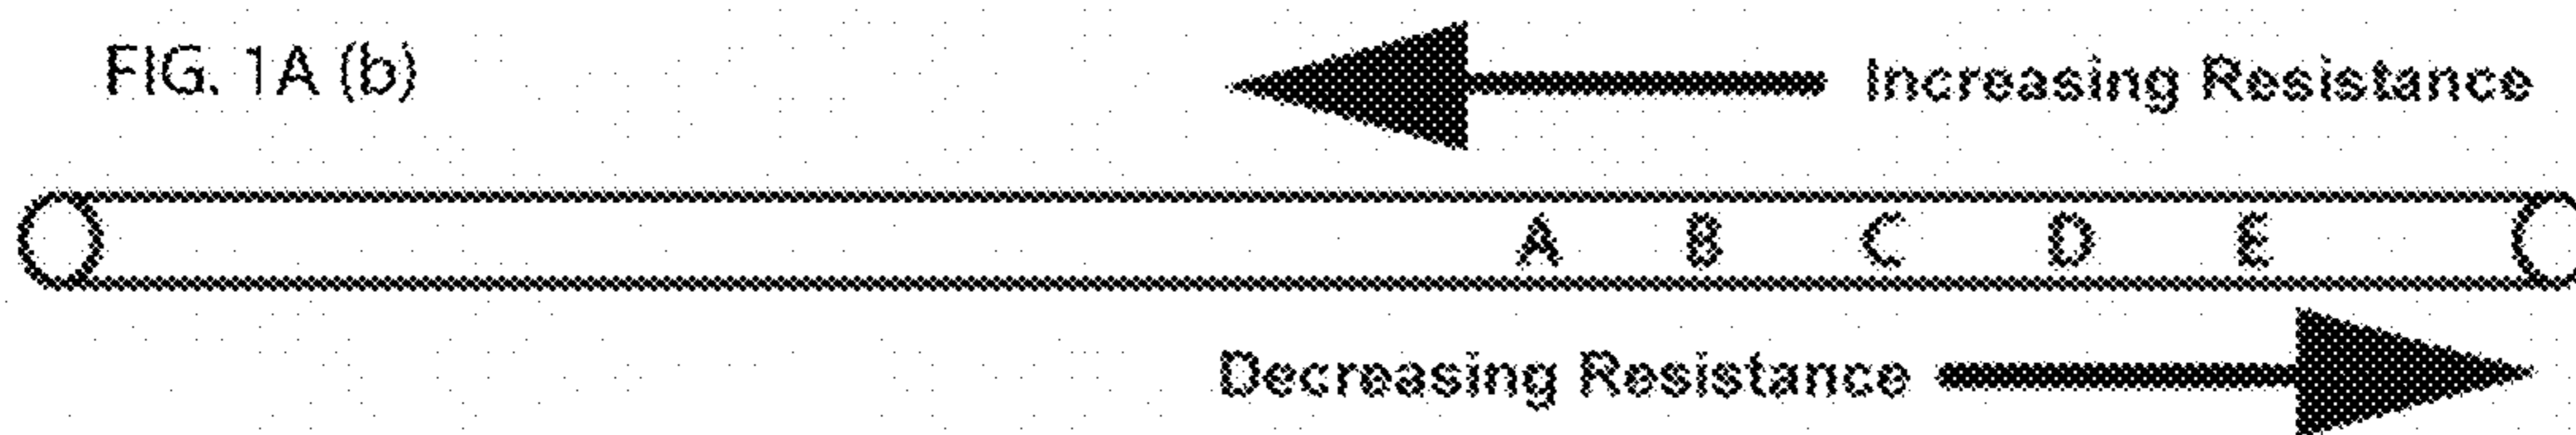 FIG. 1A (b)
Increasing Resistance
A B C D E
Decreasing Resistance